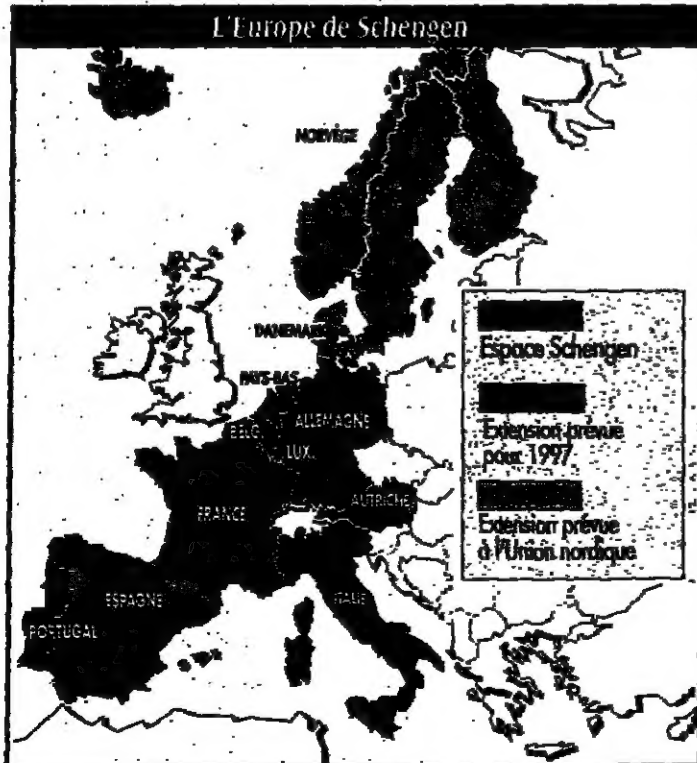 L'Europe de Schengen
NORVÈGE
DANEMARK
PAYS-BAS
BELG.
ALLEMAGNE
LUX.
FRANCE
AUTRICHE
ESPAGNE
ITALIE
PORTUGAL
Espace Schengen
Extension prévue
pour 1997
Extension prévue
à l'Union nordique